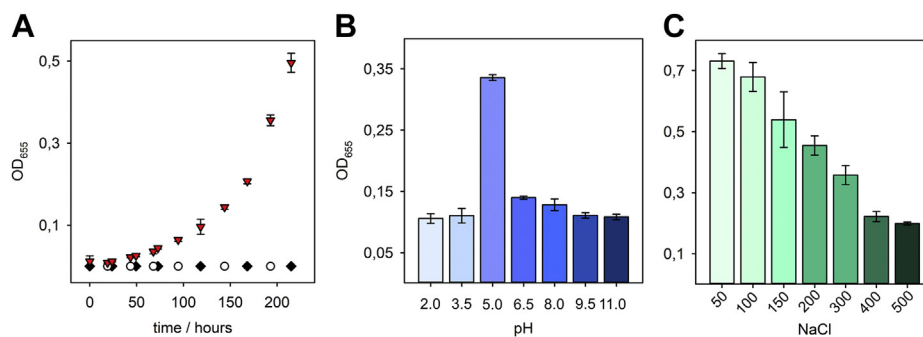 A
B
C
0,5
0,3
0,1
OD655
0 50 100 150 200
time / hours
0,35
0,25
0,15
0,05
OD655
2.0 3.5 5.0 6.5 8.0 9.5 11.0
pH
0,7
0,5
0,3
0,1
50 100 150 200 300 400 500
NaCl